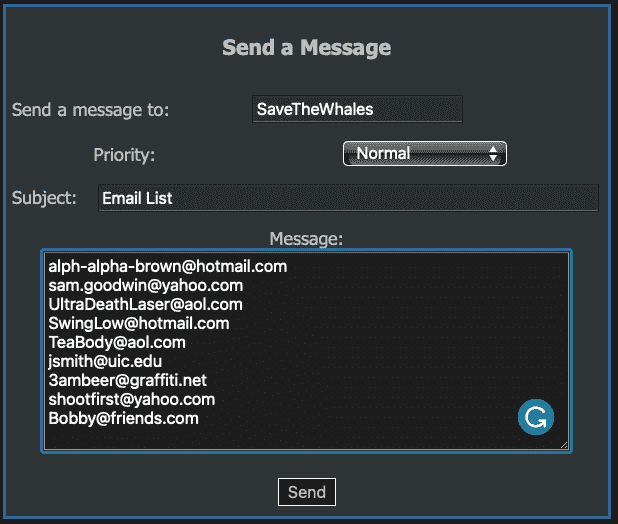 Send a Message
Send a message to: SaveTheWhales
Priority: Normal
Subject: Email List
Message:
alph-alpha-brown@hotmail.com
sam.goodwin@yahoo.com
UltraDeathLaser@aol.com
SwingLow@hotmail.com
TeaBody@aol.com
jsmith@uic.edu
3ambeer@graffiti.net
shootfirst@yahoo.com
Bobby@friends.com
Send